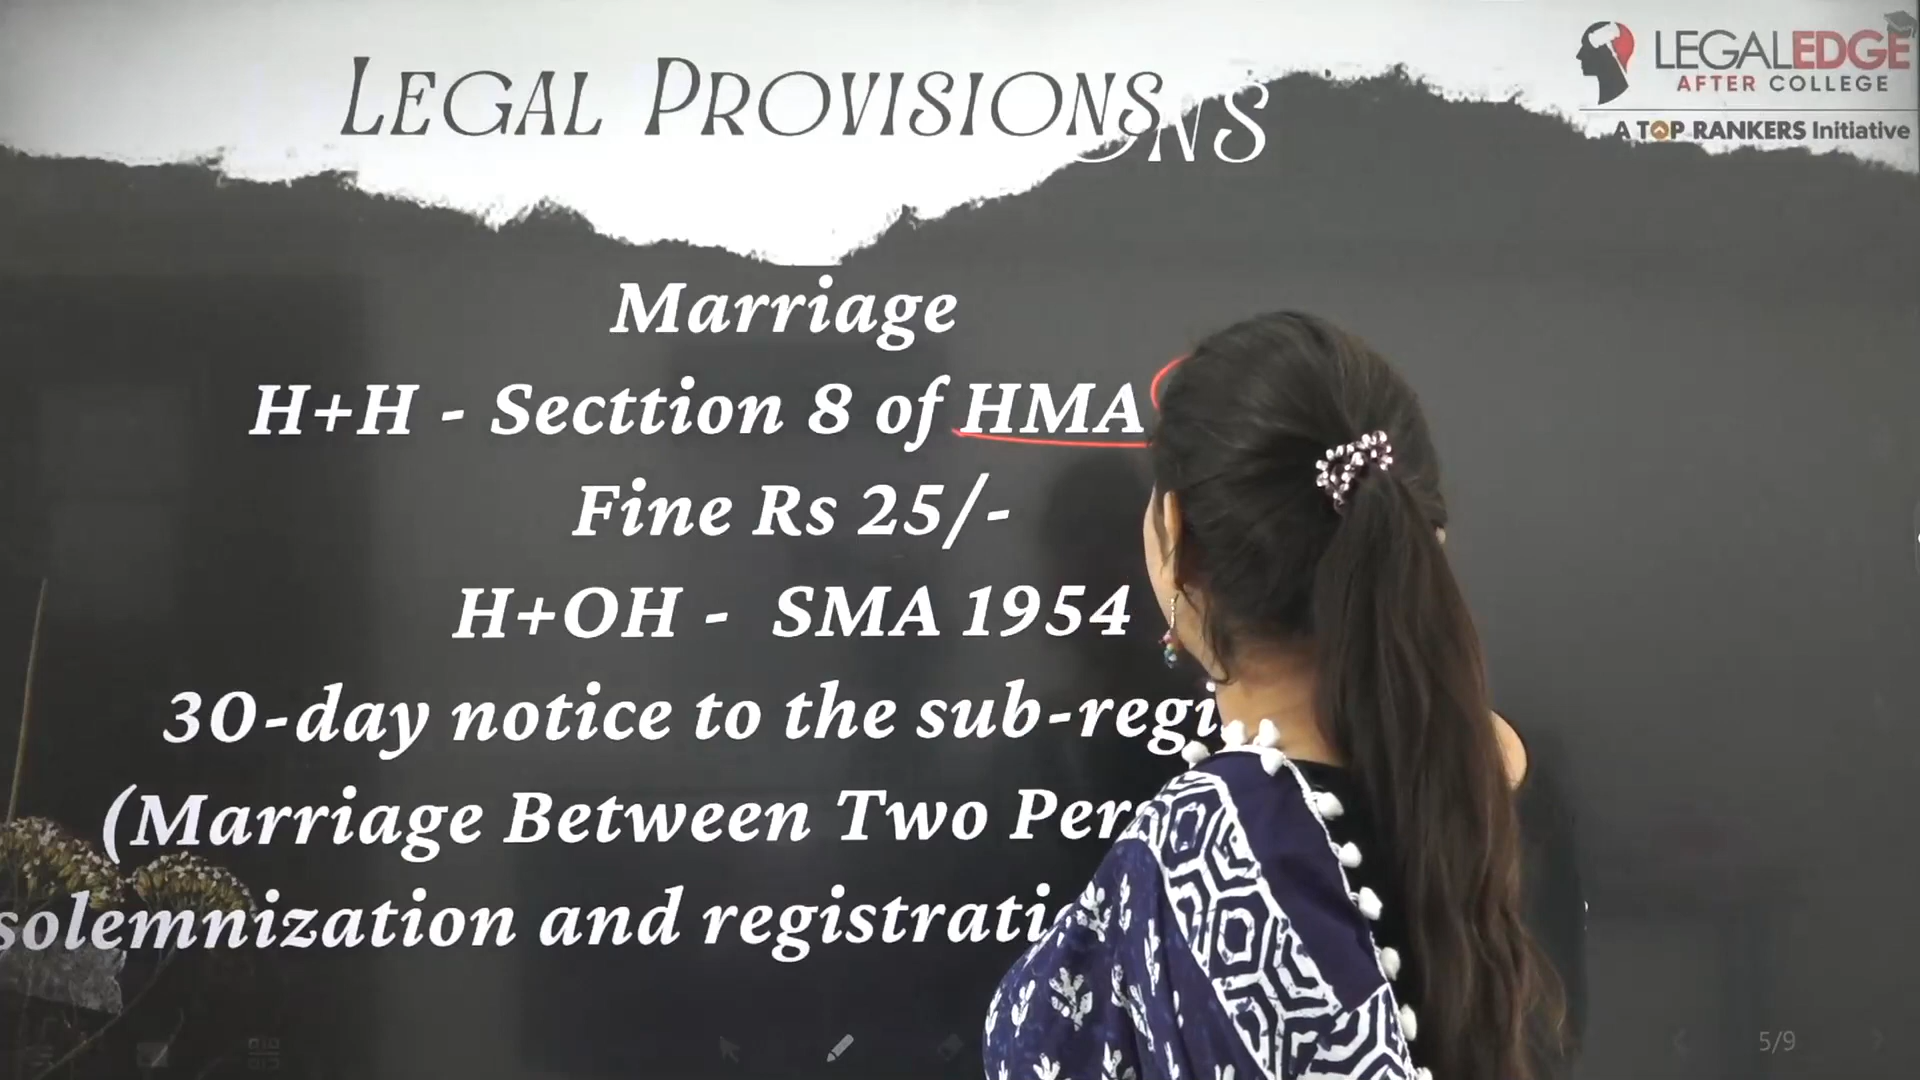 LEGAL PROVISIONS
NS
LEGALEDGE
AFTER COLLEGE
A TOP RANKERS Initiative
Marriage
H+H - Secttion 8 of HMA
Fine Rs 25/-
H+OH - SMA 1954
30-day notice to the
(Marriage Between Two
solemnization and
5/9